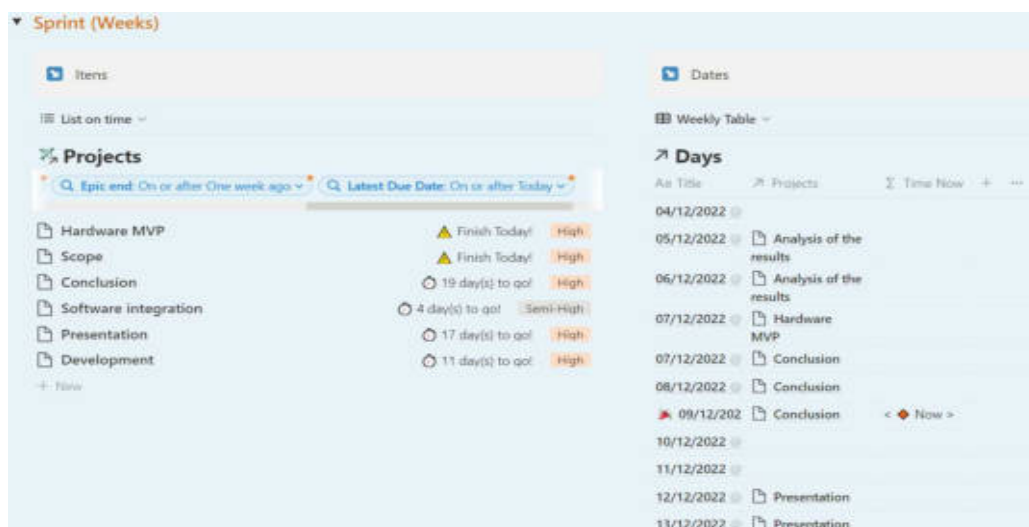 Sprint (Weeks)
Itens
List on time
Projects
Epic end: On or after One week ago
Latest Due Date: On or after Today
Hardware MVP Finish Today! High
Scope Finish Today! High
Conclusion 19 day(s) to go! High
Software integration 4 day(s) to go! Semi-High
Presentation 17 day(s) to go! High
Development 11 day(s) to go! High
+ New
Dates
Weekly Table
Days
Aa Title Projects Σ Time Now + ...
04/12/2022
05/12/2022 Analysis of the
results
06/12/2022 Analysis of the
results
07/12/2022 Hardware
MVP
07/12/2022 Conclusion
08/12/2022 Conclusion
09/12/202 Conclusion < Now >
10/12/2022
11/12/2022
12/12/2022 Presentation
13/12/2022 Presentation